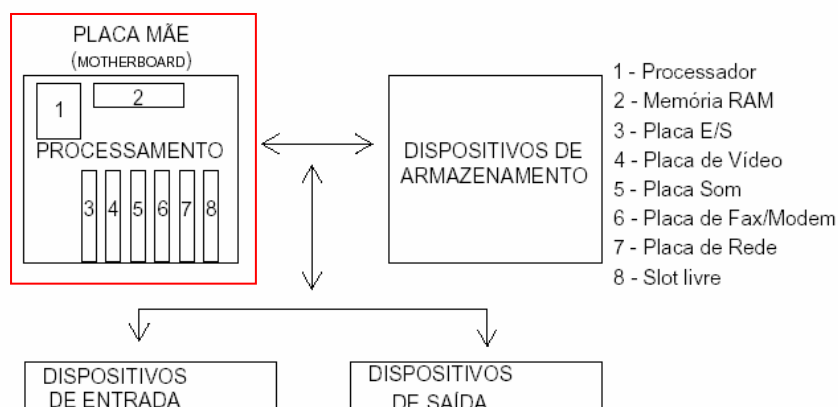 PLACA MÃE
(MOTHERBOARD)
1
2
PROCESSAMENTO
3 4 5 6 7 8
DISPOSITIVOS DE
ARMAZENAMENTO
1 - Processador
2 - Memória RAM
3 - Placa E/S
4 - Placa de Vídeo
5 - Placa Som
6 - Placa de Fax/Modem
7 - Placa de Rede
8 - Slot livre
DISPOSITIVOS
DE ENTRADA
DISPOSITIVOS
DE SAÍDA